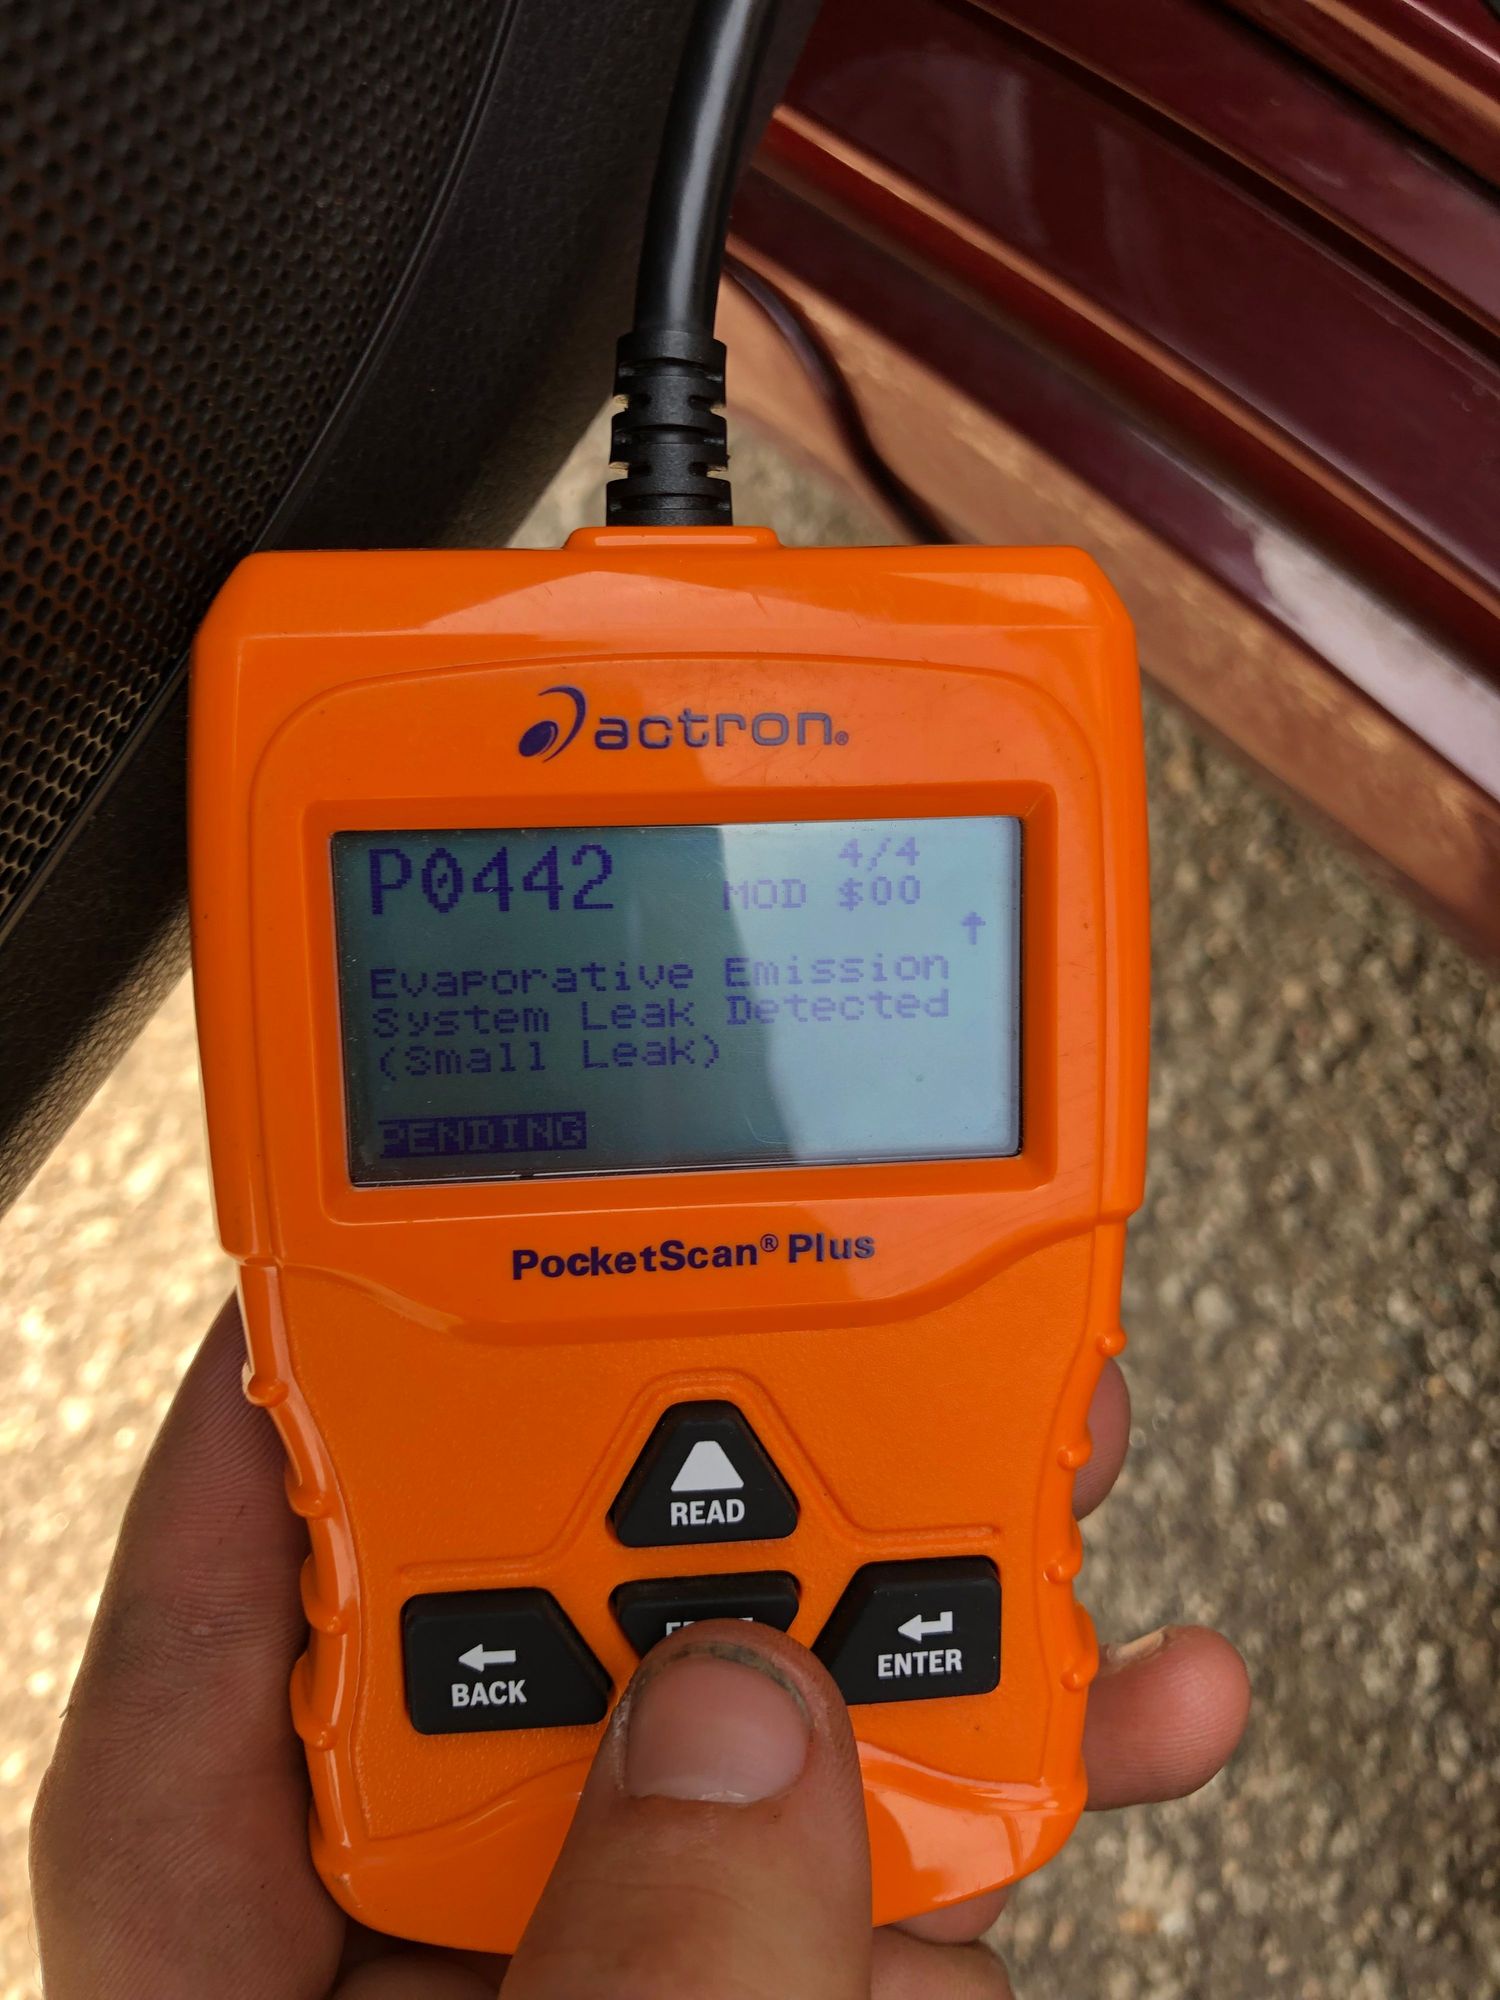 actron®
P0442 4/4
MOD $00
↑
Evaporative Emission
System Leak Detected
(Small Leak)
PENDING
PocketScan® Plus
READ
BACK
ENTER